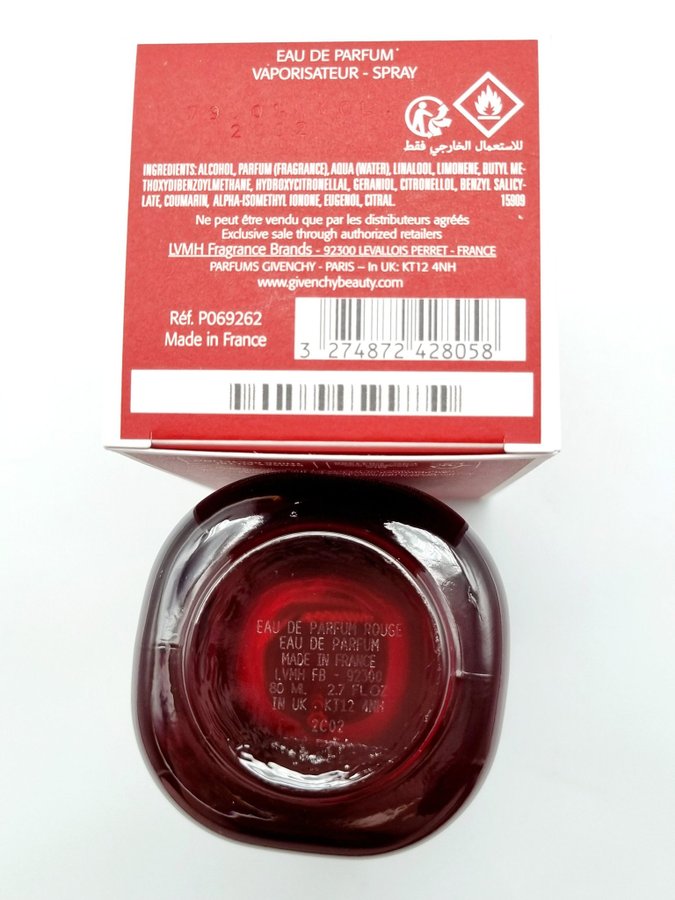 EAU DE PARFUM
VAPORISATEUR - SPRAY
للاستعمال الخارجي فقط
INGREDIENTS: ALCOHOL, PARFUM (FRAGRANCE), AQUA (WATER), LINALOOL, LIMONENE, BUTYL ME-
THOXYDIBENZOYLMETHANE, HYDROXYCITRONELLAL, GERANIOL, CITRONELLOL, BENZYL SALICY-
LATE, COUMARIN, ALPHA-ISOMETHYL IONONE, EUGENOL, CITRAL. 15909
Ne peut être vendu que par les distributeurs agréés
Exclusive sale through authorized retailers
LVMH Fragrance Brands - 92300 LEVALLOIS PERRET - FRANCE
PARFUMS GIVENCHY - PARIS – In UK: KT12 4NH
www.givenchybeauty.com
Réf. P069262
Made in France
3 274872 428058
EAU DE PARFUM ROUGE
EAU DE PARFUM
MADE IN FRANCE
LVMH FB - 92300
80 ML 2.7 FL OZ
IN UK - KT12 4NH
2C02